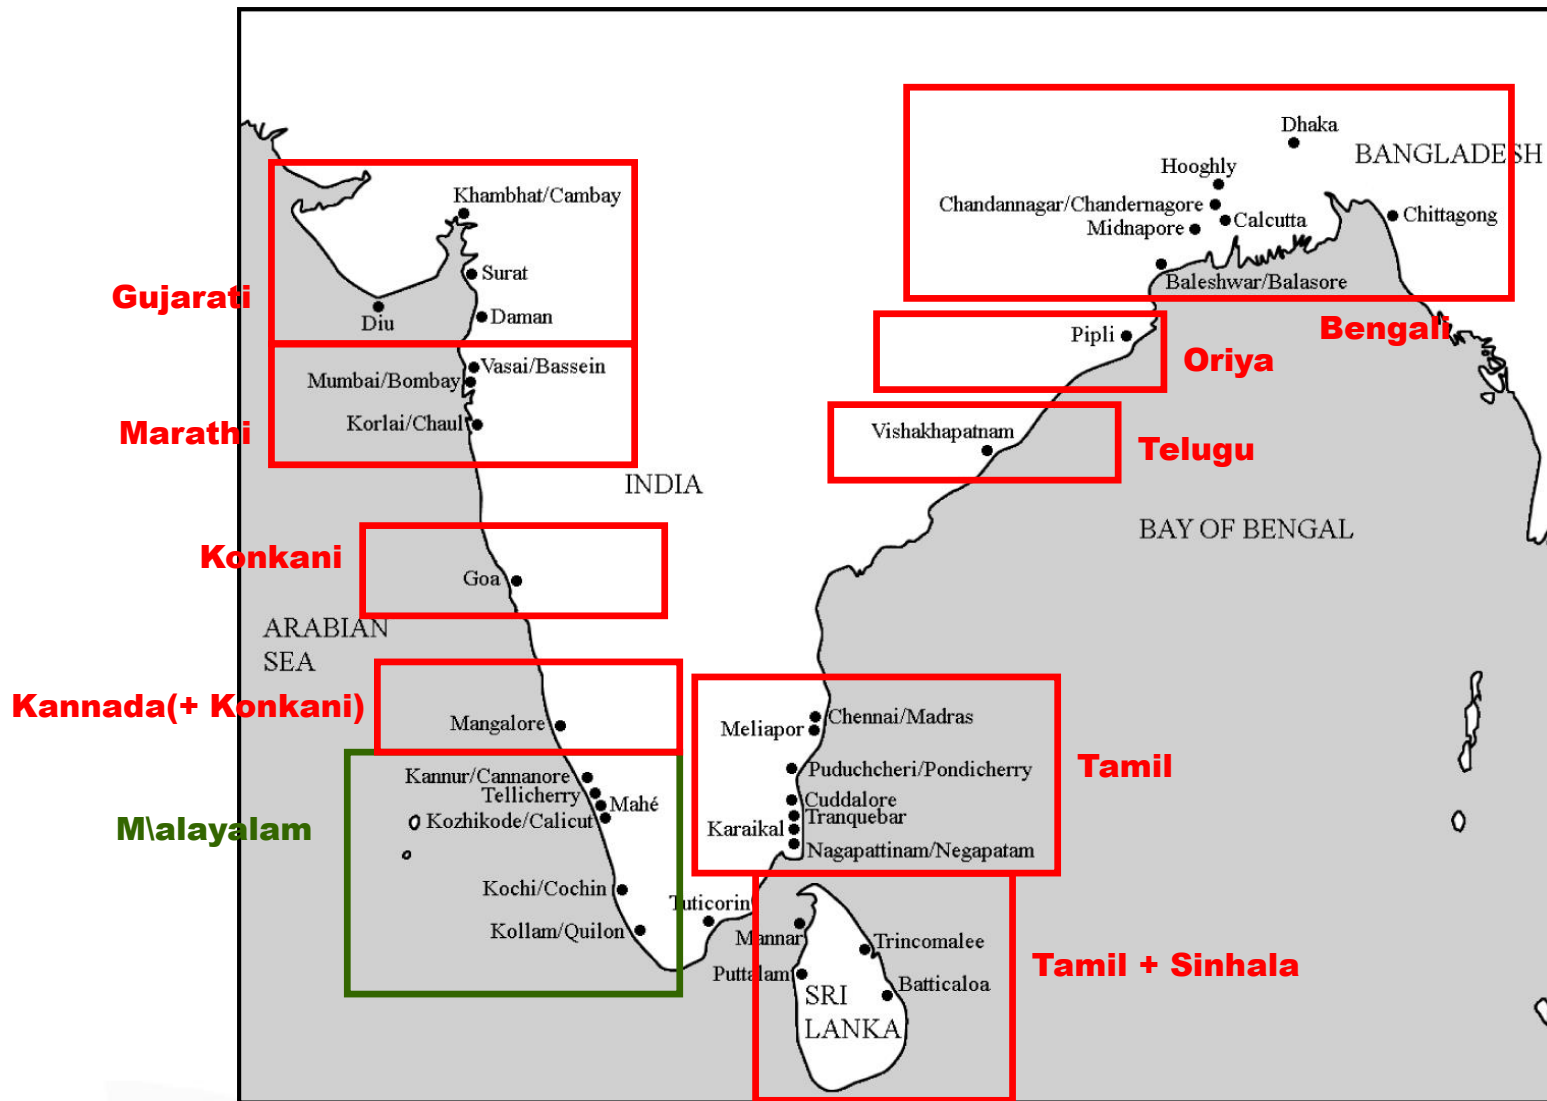 Dhaka
BANGLADESH
Hooghly
Khambhat/Cambay
Chandannagar/Chandernagore
Calcutta
Chittagong
Midnapore
Surat
Baleshwar/Balasore
Gujarati
Diu
Daman
Bengali
Pipli
Oriya
Vasai/Bassein
Mumbai/Bombay
Korlai/Chaul
Marathi
Vishakhapatnam
Telugu
INDIA
BAY OF BENGAL
Konkani
Goa
ARABIAN
SEA
Kannada(+ Konkani)
Mangalore
Chennai/Madras
Meliapor
Puduchcheri/Pondicherry
Tamil
Kannur/Cannanore
Tellicherry
Mahé
Kozhikode/Calicut
M\alayalam
Cuddalore
Tranquebar
Karaikal
Nagapattinam/Negapatam
Kochi/Cochin
Tuticorin
Kollam/Quilon
Mannar
Trincomalee
Tamil + Sinhala
Puttalam
Batticaloa
SRI
LANKA